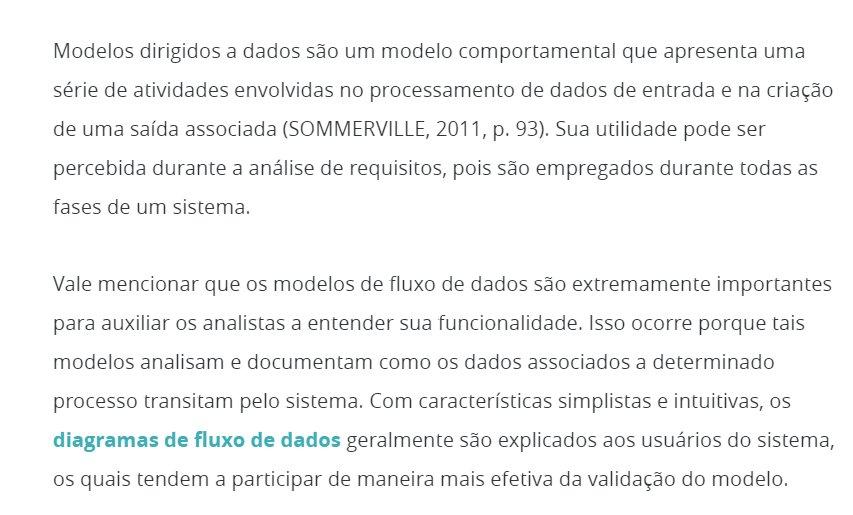 Modelos dirigidos a dados são um modelo comportamental que apresenta uma
série de atividades envolvidas no processamento de dados de entrada e na criação
de uma saída associada (SOMMERVILLE, 2011, p. 93). Sua utilidade pode ser
percebida durante a análise de requisitos, pois são empregados durante todas as
fases de um sistema.
Vale mencionar que os modelos de fluxo de dados são extremamente importantes
para auxiliar os analistas a entender sua funcionalidade. Isso ocorre porque tais
modelos analisam e documentam como os dados associados a determinado
processo transitam pelo sistema. Com características simplistas e intuitivas, os
diagramas de fluxo de dados geralmente são explicados aos usuários do sistema,
os quais tendem a participar de maneira mais efetiva da validação do modelo.